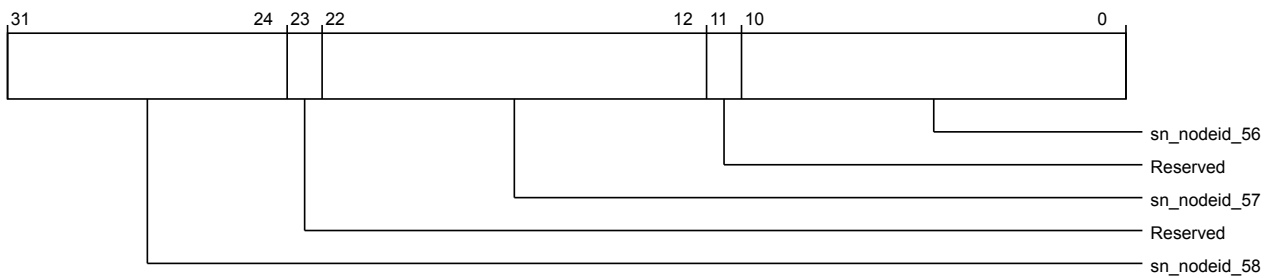 31 24 23 22 12 11 10 0
sn_nodeid_56
Reserved
sn_nodeid_57
Reserved
sn_nodeid_58